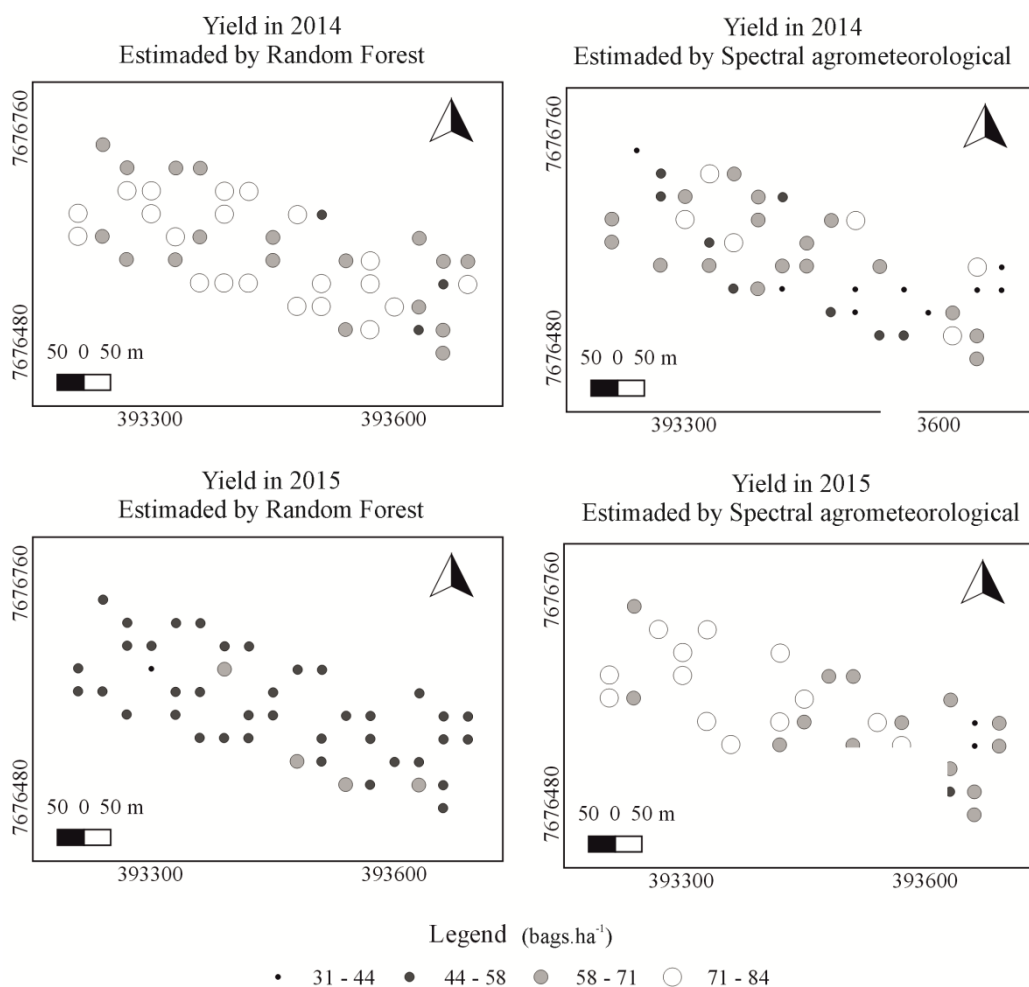 Yield in 2014
Estimaded by Random Forest
7676760
7676480
50 0 50 m
393300 393600
Yield in 2014
Estimaded by Spectral agrometeorological
7676760
7676480
50 0 50 m
393300 3600
Yield in 2015
Estimaded by Random Forest
7676760
7676480
50 0 50 m
393300 393600
Yield in 2015
Estimaded by Spectral agrometeorological
7676760
7676480
50 0 50 m
393300 393600
Legend (bags.ha⁻¹)
31 - 44 44 - 58 58 - 71 71 - 84